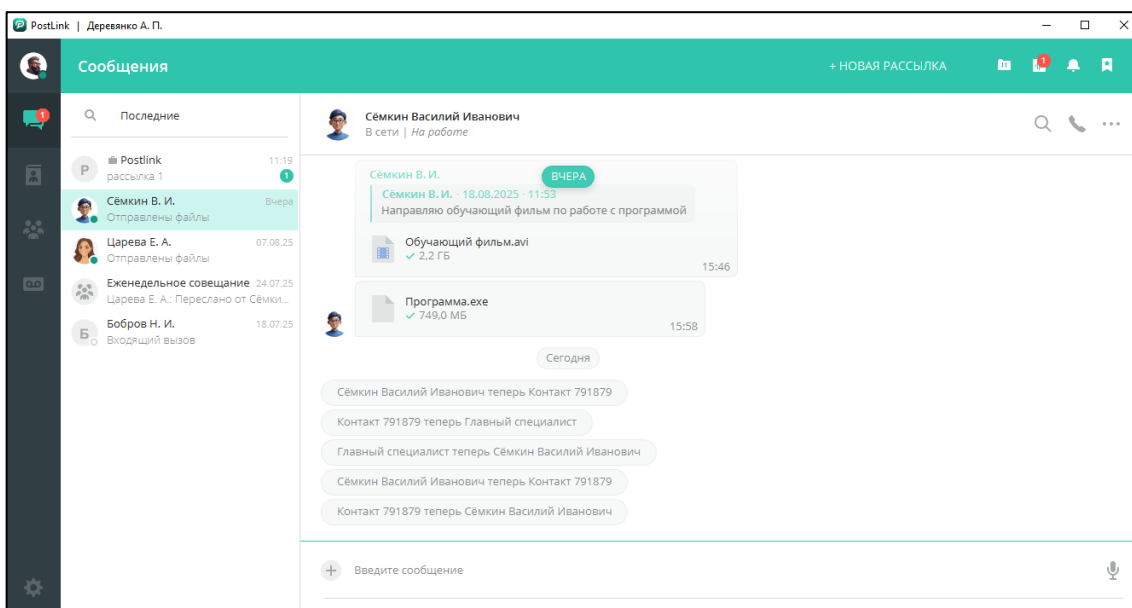 PostLink | Деревянко А. П.
Сообщения
+ НОВАЯ РАССЫЛКА
1
1
Последние
P
Postlink
11:19
рассылка 1
1
Сёмкин В. И.
Вчера
Отправлены файлы
Царева Е. А.
07.08.25
Отправлены файлы
Еженедельное совещание
24.07.25
Царева Е. А.: Переслано от Сёмки...
Б
Бобров Н. И.
18.07.25
Входящий вызов
Сёмкин Василий Иванович
В сети | На работе
Сёмкин В. И.
ВЧЕРА
Сёмкин В. И. · 18.08.2025 · 11:53
Направляю обучающий фильм по работе с программой
Обучающий фильм.avi
2,2 ГБ
15:46
Программа.exe
749,0 МБ
15:58
Сегодня
Сёмкин Василий Иванович теперь Контакт 791879
Контакт 791879 теперь Главный специалист
Главный специалист теперь Сёмкин Василий Иванович
Сёмкин Василий Иванович теперь Контакт 791879
Контакт 791879 теперь Сёмкин Василий Иванович
Введите сообщение